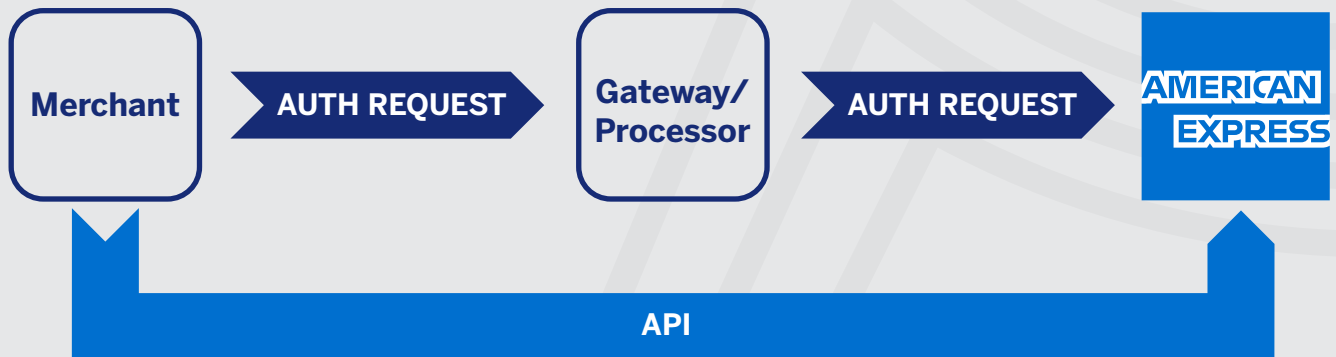 Merchant
AUTH REQUEST
Gateway/
Processor
AUTH REQUEST
AMERICAN
EXPRESS
API